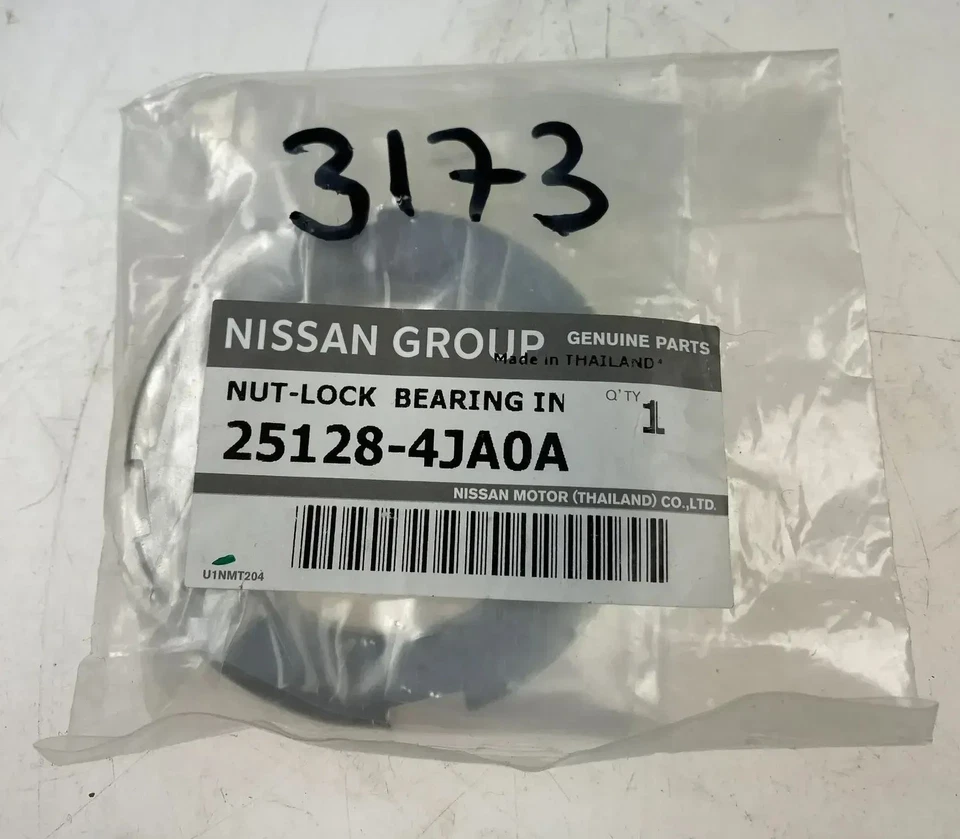 3173
NISSAN GROUP GENUINE PARTS
Made in THAILAND*
NUT-LOCK BEARING IN Q'TY 1
25128-4JA0A
NISSAN MOTOR (THAILAND) CO.,LTD.
U1NMT204